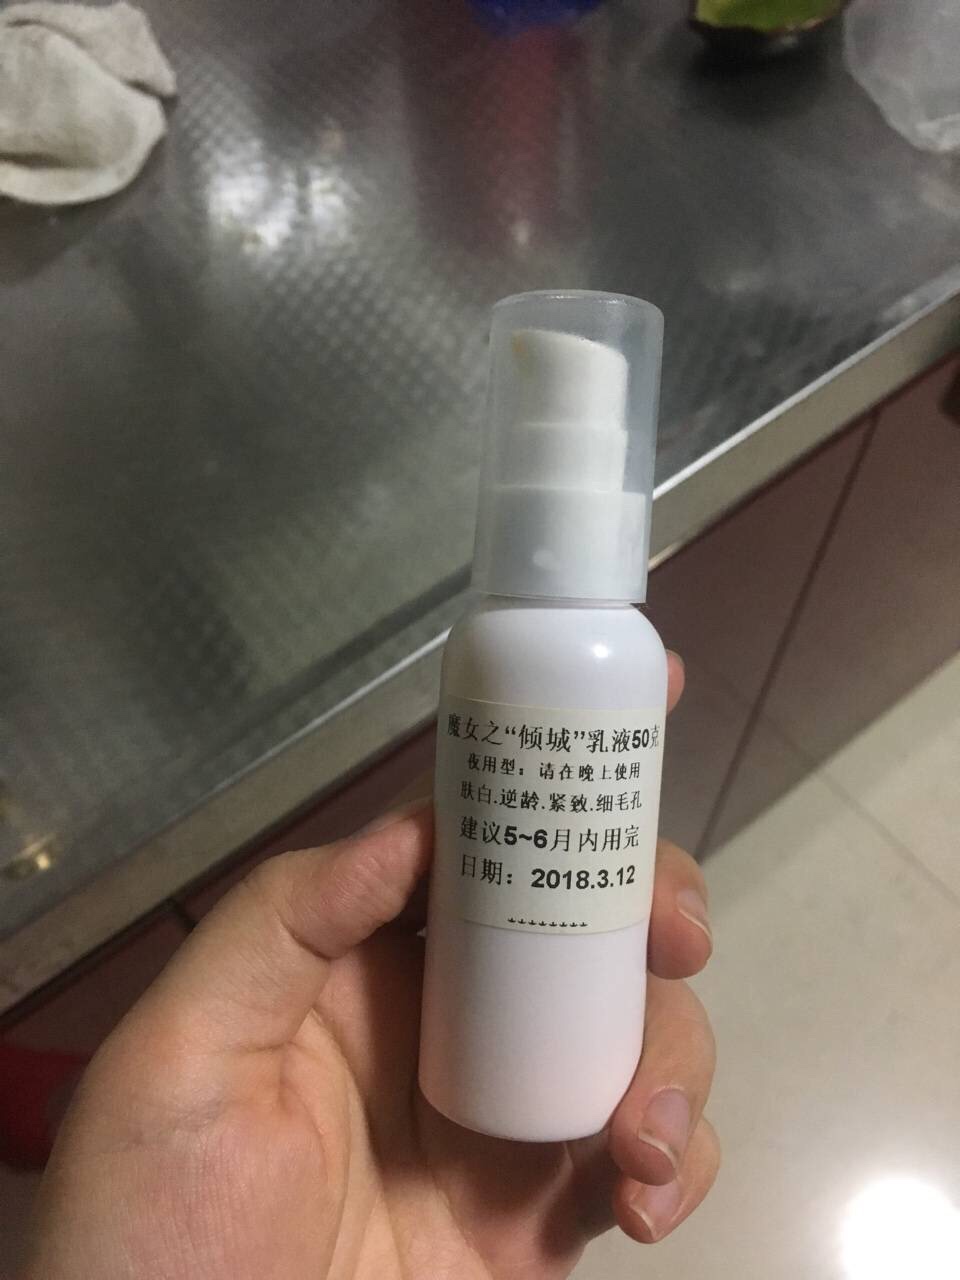 魔女之“倾城”乳液50克
夜用型：请在晚上使用
肤白.逆龄.紧致.细毛孔
建议5~6月内用完
日期：2018.3.12